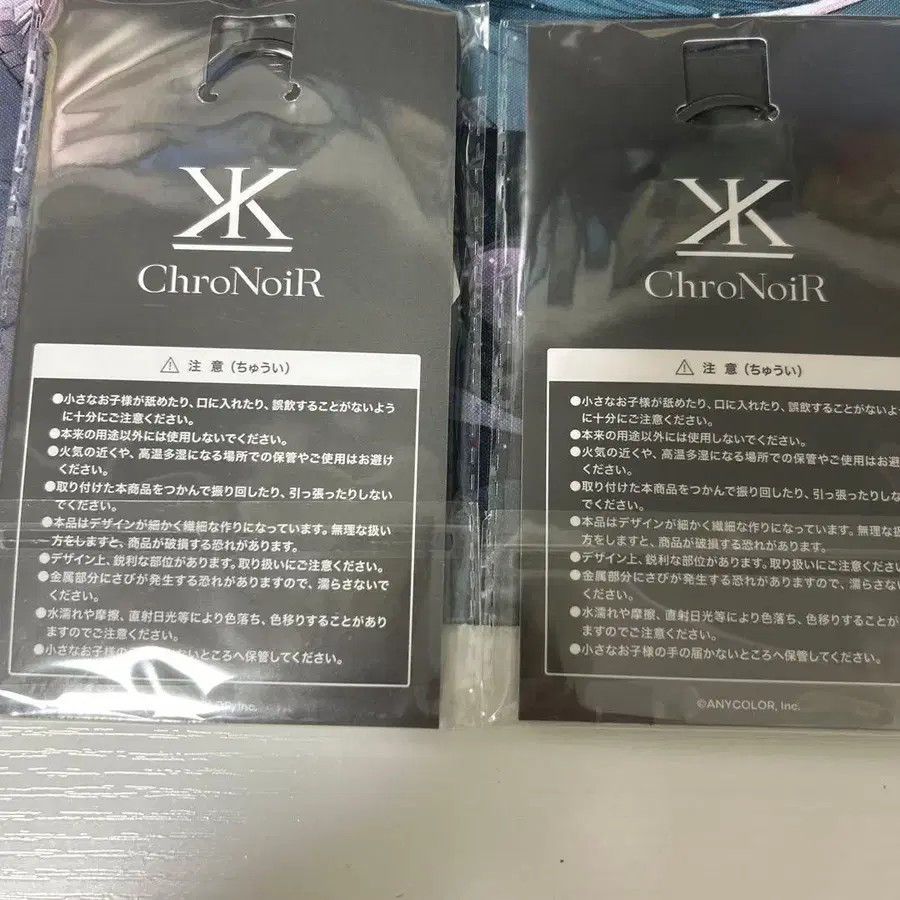 ChroNoiR
⚠ 注意(ちゅうい)
●小さなお子様が舐めたり、口に入れたり、誤飲することがないよう
に十分にご注意ください。
●本来の用途以外には使用しないでください。
●火気の近くや、高温多湿になる場所での保管やご使用はお避け
ください。
●取り付けた本商品をつかんで振り回したり、引っ張ったりしない
でください。
●本品はデザインが細かく繊細な作りになっています。無理な扱い
方をしますと、商品が破損する恐れがあります。
●デザイン上、鋭利な部位があります。取り扱いにご注意ください。
●金属部分にさびが発生する恐れがありますので、濡らさないで
ください。
●水濡れや摩擦、直射日光等により色落ち、色移りすることがあり
ますのでご注意ください。
●小さなお子様の かないところへ保管してください。
Inc.
ChroNoiR
⚠ 注意(ちゅうい)
●小さなお子様が舐めたり、口に入れたり、誤飲することがないよ
に十分にご注意ください。
●本来の用途以外には使用しないでください。
●火気の近くや、高温多湿になる場所での保管やご使用はお避
ください。
●取り付けた本商品をつかんで振り回したり、引っ張ったりしな
でください。
●本品はデザインが細かく繊細な作りになっています。無理な扱
方をしますと、商品が破損する恐れがあります。
●デザイン上、鋭利な部位があります。取り扱いにご注意ください
●金属部分にさびが発生する恐れがありますので、濡らさない
ください。
●水濡れや摩擦、直射日光等により色落ち、色移りすることがあ
ますのでご注意ください。
●小さなお子様の手の届かないところへ保管してください。
©ANYCOLOR, Inc.